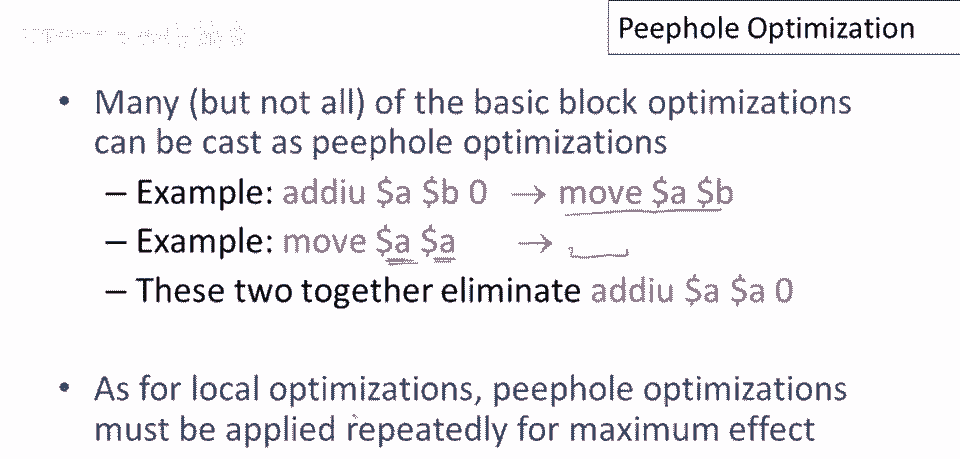 Peephole Optimization
• Many (but not all) of the basic block optimizations
can be cast as peephole optimizations
– Example: addiu $a $b 0 → move $a $b
– Example: move $a $a →
– These two together eliminate addiu $a $a 0
• As for local optimizations, peephole optimizations
must be applied repeatedly for maximum effect